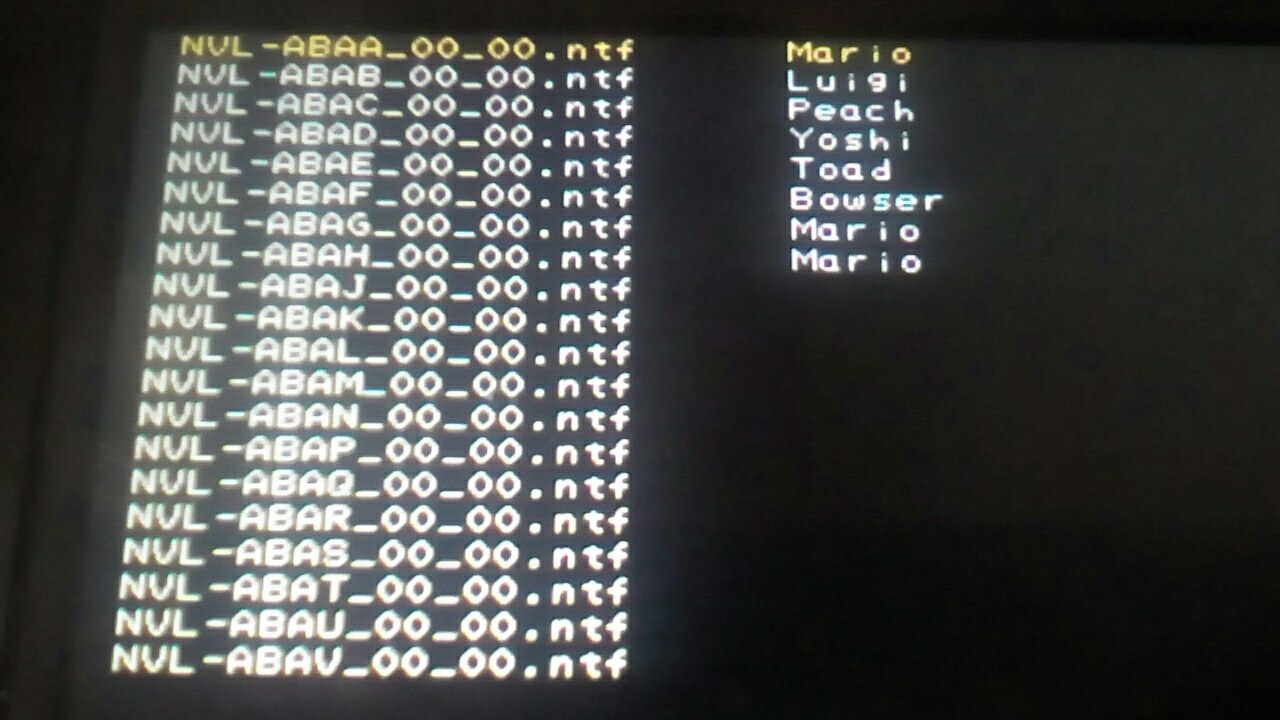 NVL-ABAA_00_00.ntf Mario
NVL-ABAB_00_00.ntf Luigi
NVL-ABAC_00_00.ntf Peach
NVL-ABAD_00_00.ntf Yoshi
NVL-ABAE_00_00.ntf Toad
NVL-ABAF_00_00.ntf Bowser
NVL-ABAG_00_00.ntf Mario
NVL-ABAH_00_00.ntf Mario
NVL-ABAJ_00_00.ntf
NVL-ABAK_00_00.ntf
NVL-ABAL_00_00.ntf
NVL-ABAM_00_00.ntf
NVL-ABAN_00_00.ntf
NVL-ABAP_00_00.ntf
NVL-ABAQ_00_00.ntf
NVL-ABAR_00_00.ntf
NVL-ABAS_00_00.ntf
NVL-ABAT_00_00.ntf
NVL-ABAU_00_00.ntf
NVL-ABAV_00_00.ntf